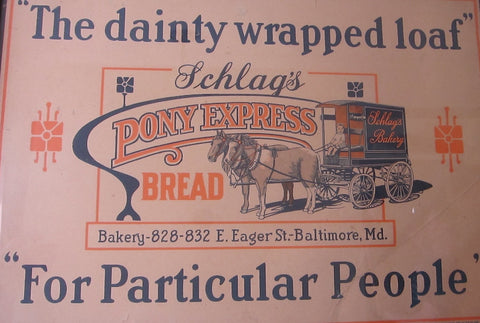 "The dainty wrapped loaf"
Schlag's
PONY EXPRESS
BREAD
Schlag's
Bakery
Bakery-828-832 E. Eager St.-Baltimore, Md.
"For Particular People"